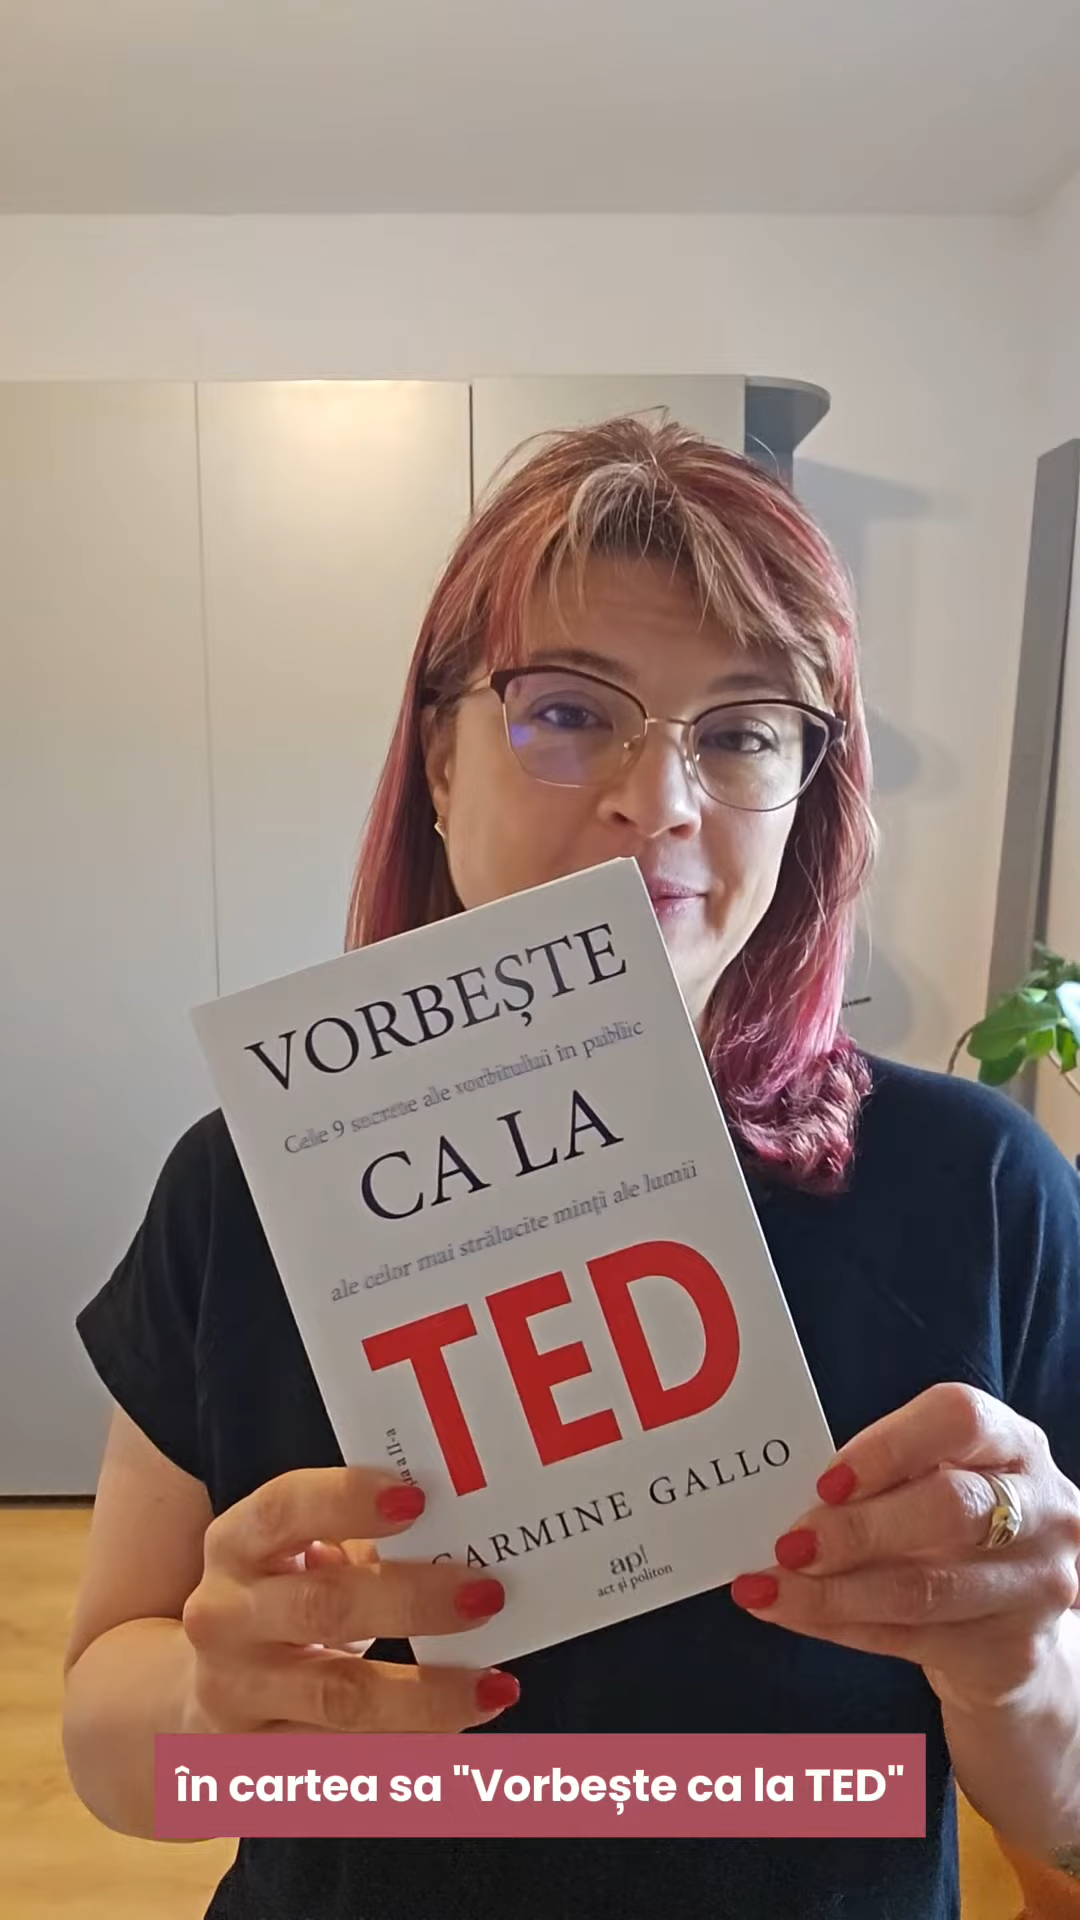 VORBEȘTE
Cele 9 secrete ale vorbitului în public
CA LA
ale celor mai strălucite minți ale lumii
TED
a II-a
CARMINE GALLO
ap!
act și politon
în cartea sa "Vorbește ca la TED"